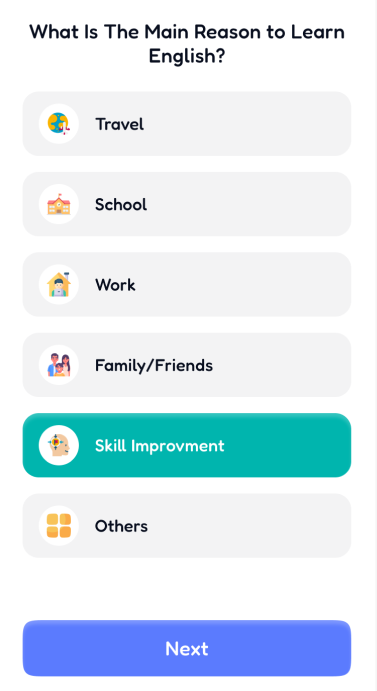 What Is The Main Reason to Learn
English?
Travel
School
Work
Family/Friends
Skill Improvment
Others
Next